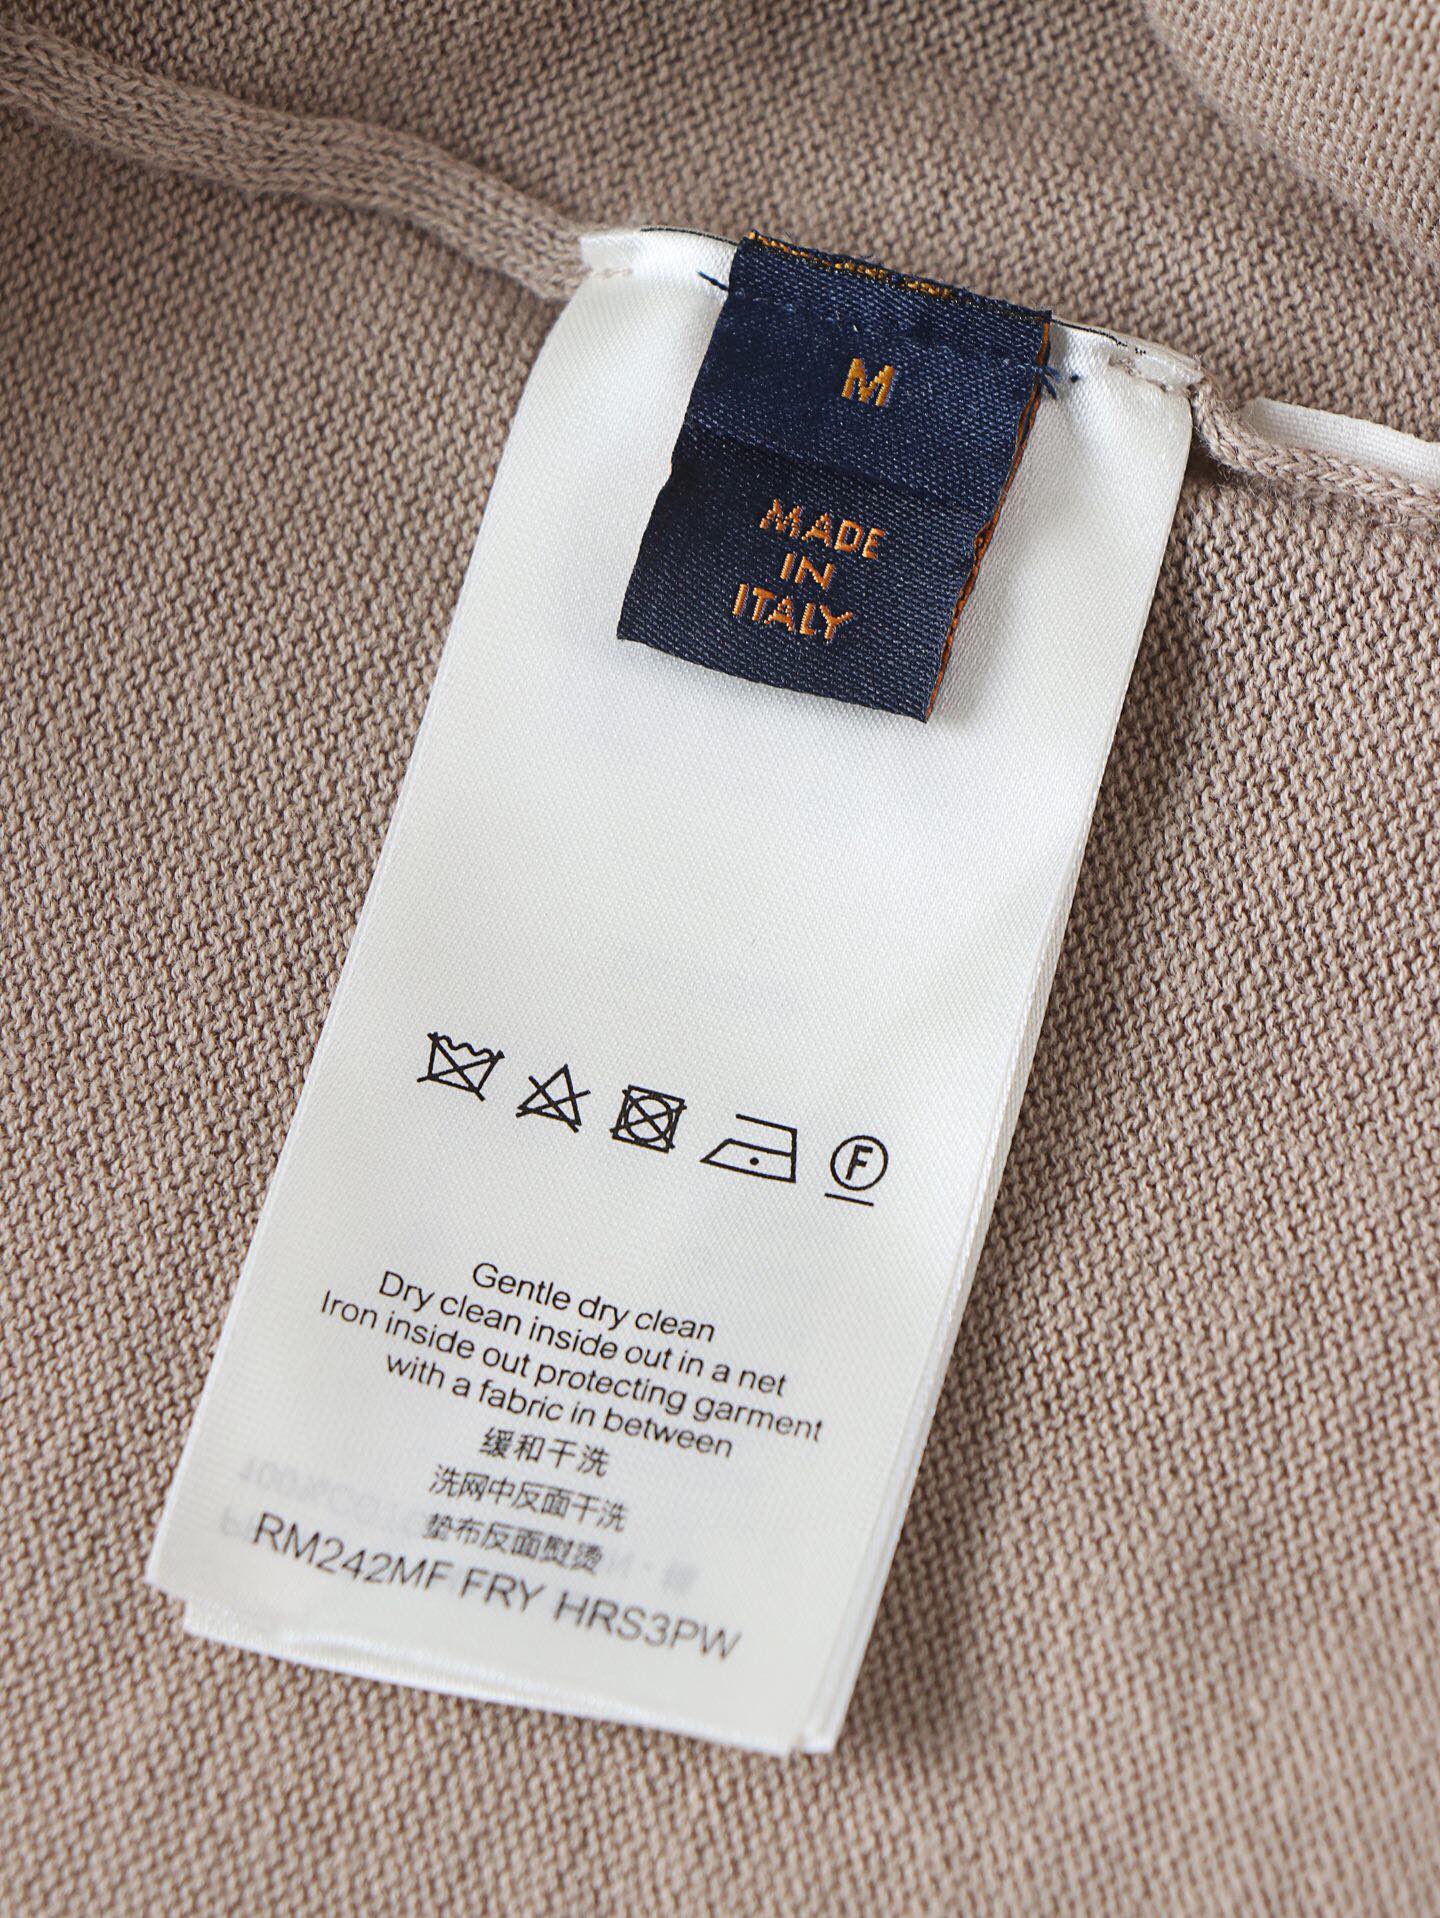 M
MADE
IN
ITALY
F
Gentle dry clean
Dry clean inside out in a net
Iron inside out protecting garment
with a fabric in between
缓和干洗
洗网中反面干洗
垫布反面熨烫
RM242MF FRY HRS3PW